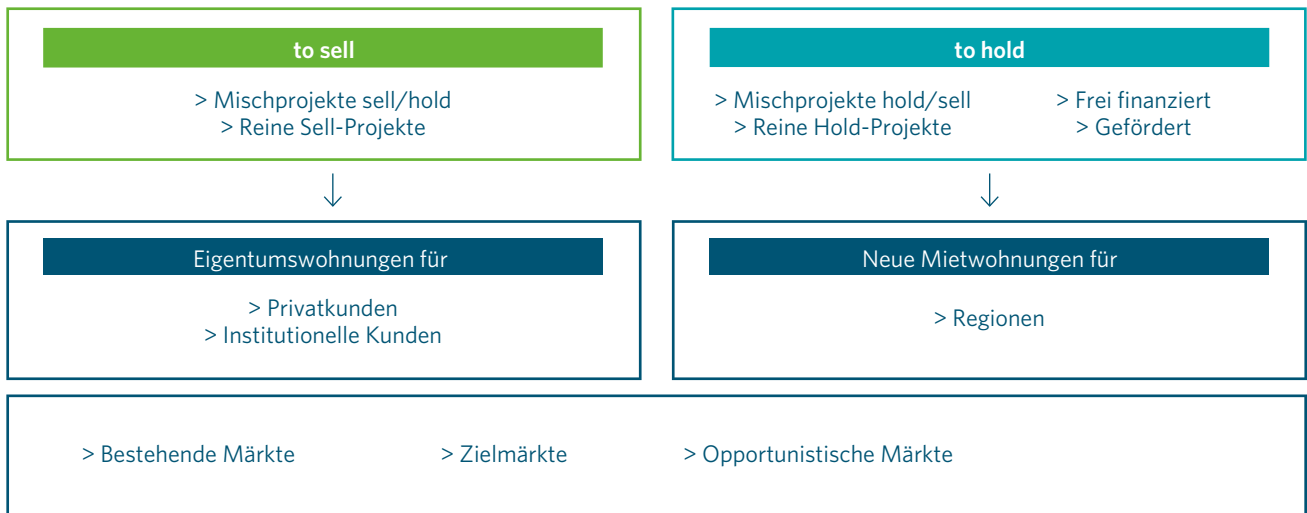 to sell
> Mischprojekte sell/hold
> Reine Sell-Projekte
to hold
> Mischprojekte hold/sell
> Reine Hold-Projekte
> Frei finanziert
> Gefördert
Eigentumswohnungen für
> Privatkunden
> Institutionelle Kunden
Neue Mietwohnungen für
> Regionen
> Bestehende Märkte
> Zielmärkte
> Opportunistische Märkte